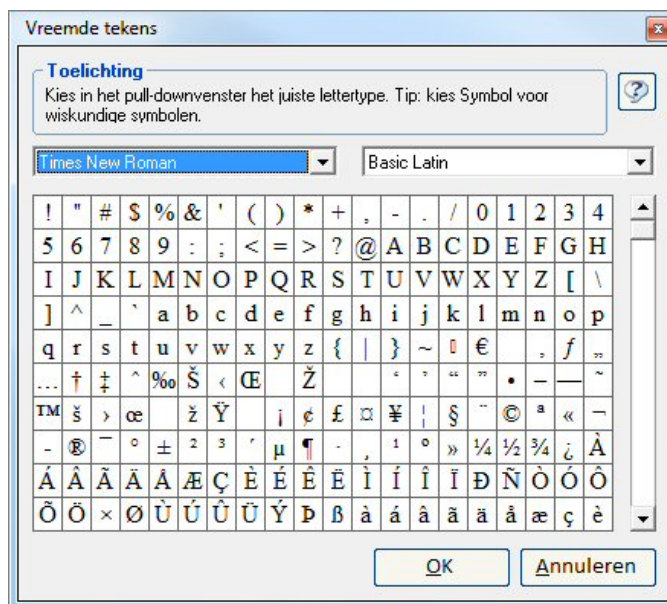 Vreemde tekens
Toelichting
Kies in het pull-downvenster het juiste lettertype. Tip: kies Symbol voor
wiskundige symbolen.
Times New Roman
Basic Latin
! " # $ % & ' ( ) * + , - . / 0 1 2 3 4
5 6 7 8 9 : ; < = > ? @ A B C D E F G H
I J K L M N O P Q R S T U V W X Y Z [ \
] ^ _ ` a b c d e f g h i j k l m n o p
q r s t u v w x y z { | } ~ ▯ € ‚ ƒ „
… † ‡ ˆ ‰ Š ‹ Œ Ž ‘ ’ “ ” • – — ˜
™ š › œ ž Ÿ ¡ ¢ £ ¤ ¥ ¦ § ¨ © ª « ¬
- ® ¯ ° ± ² ³ ´ µ ¶ · ¸ ¹ º » ¼ ½ ¾ ¿ À
Á Â Ã Ä Å Æ Ç È É Ê Ë Ì Í Î Ï Ð Ñ Ò Ó Ô
Õ Ö × Ø Ù Ú Û Ü Ý Þ ß à á â ã ä å æ ç è
OK
Annuleren